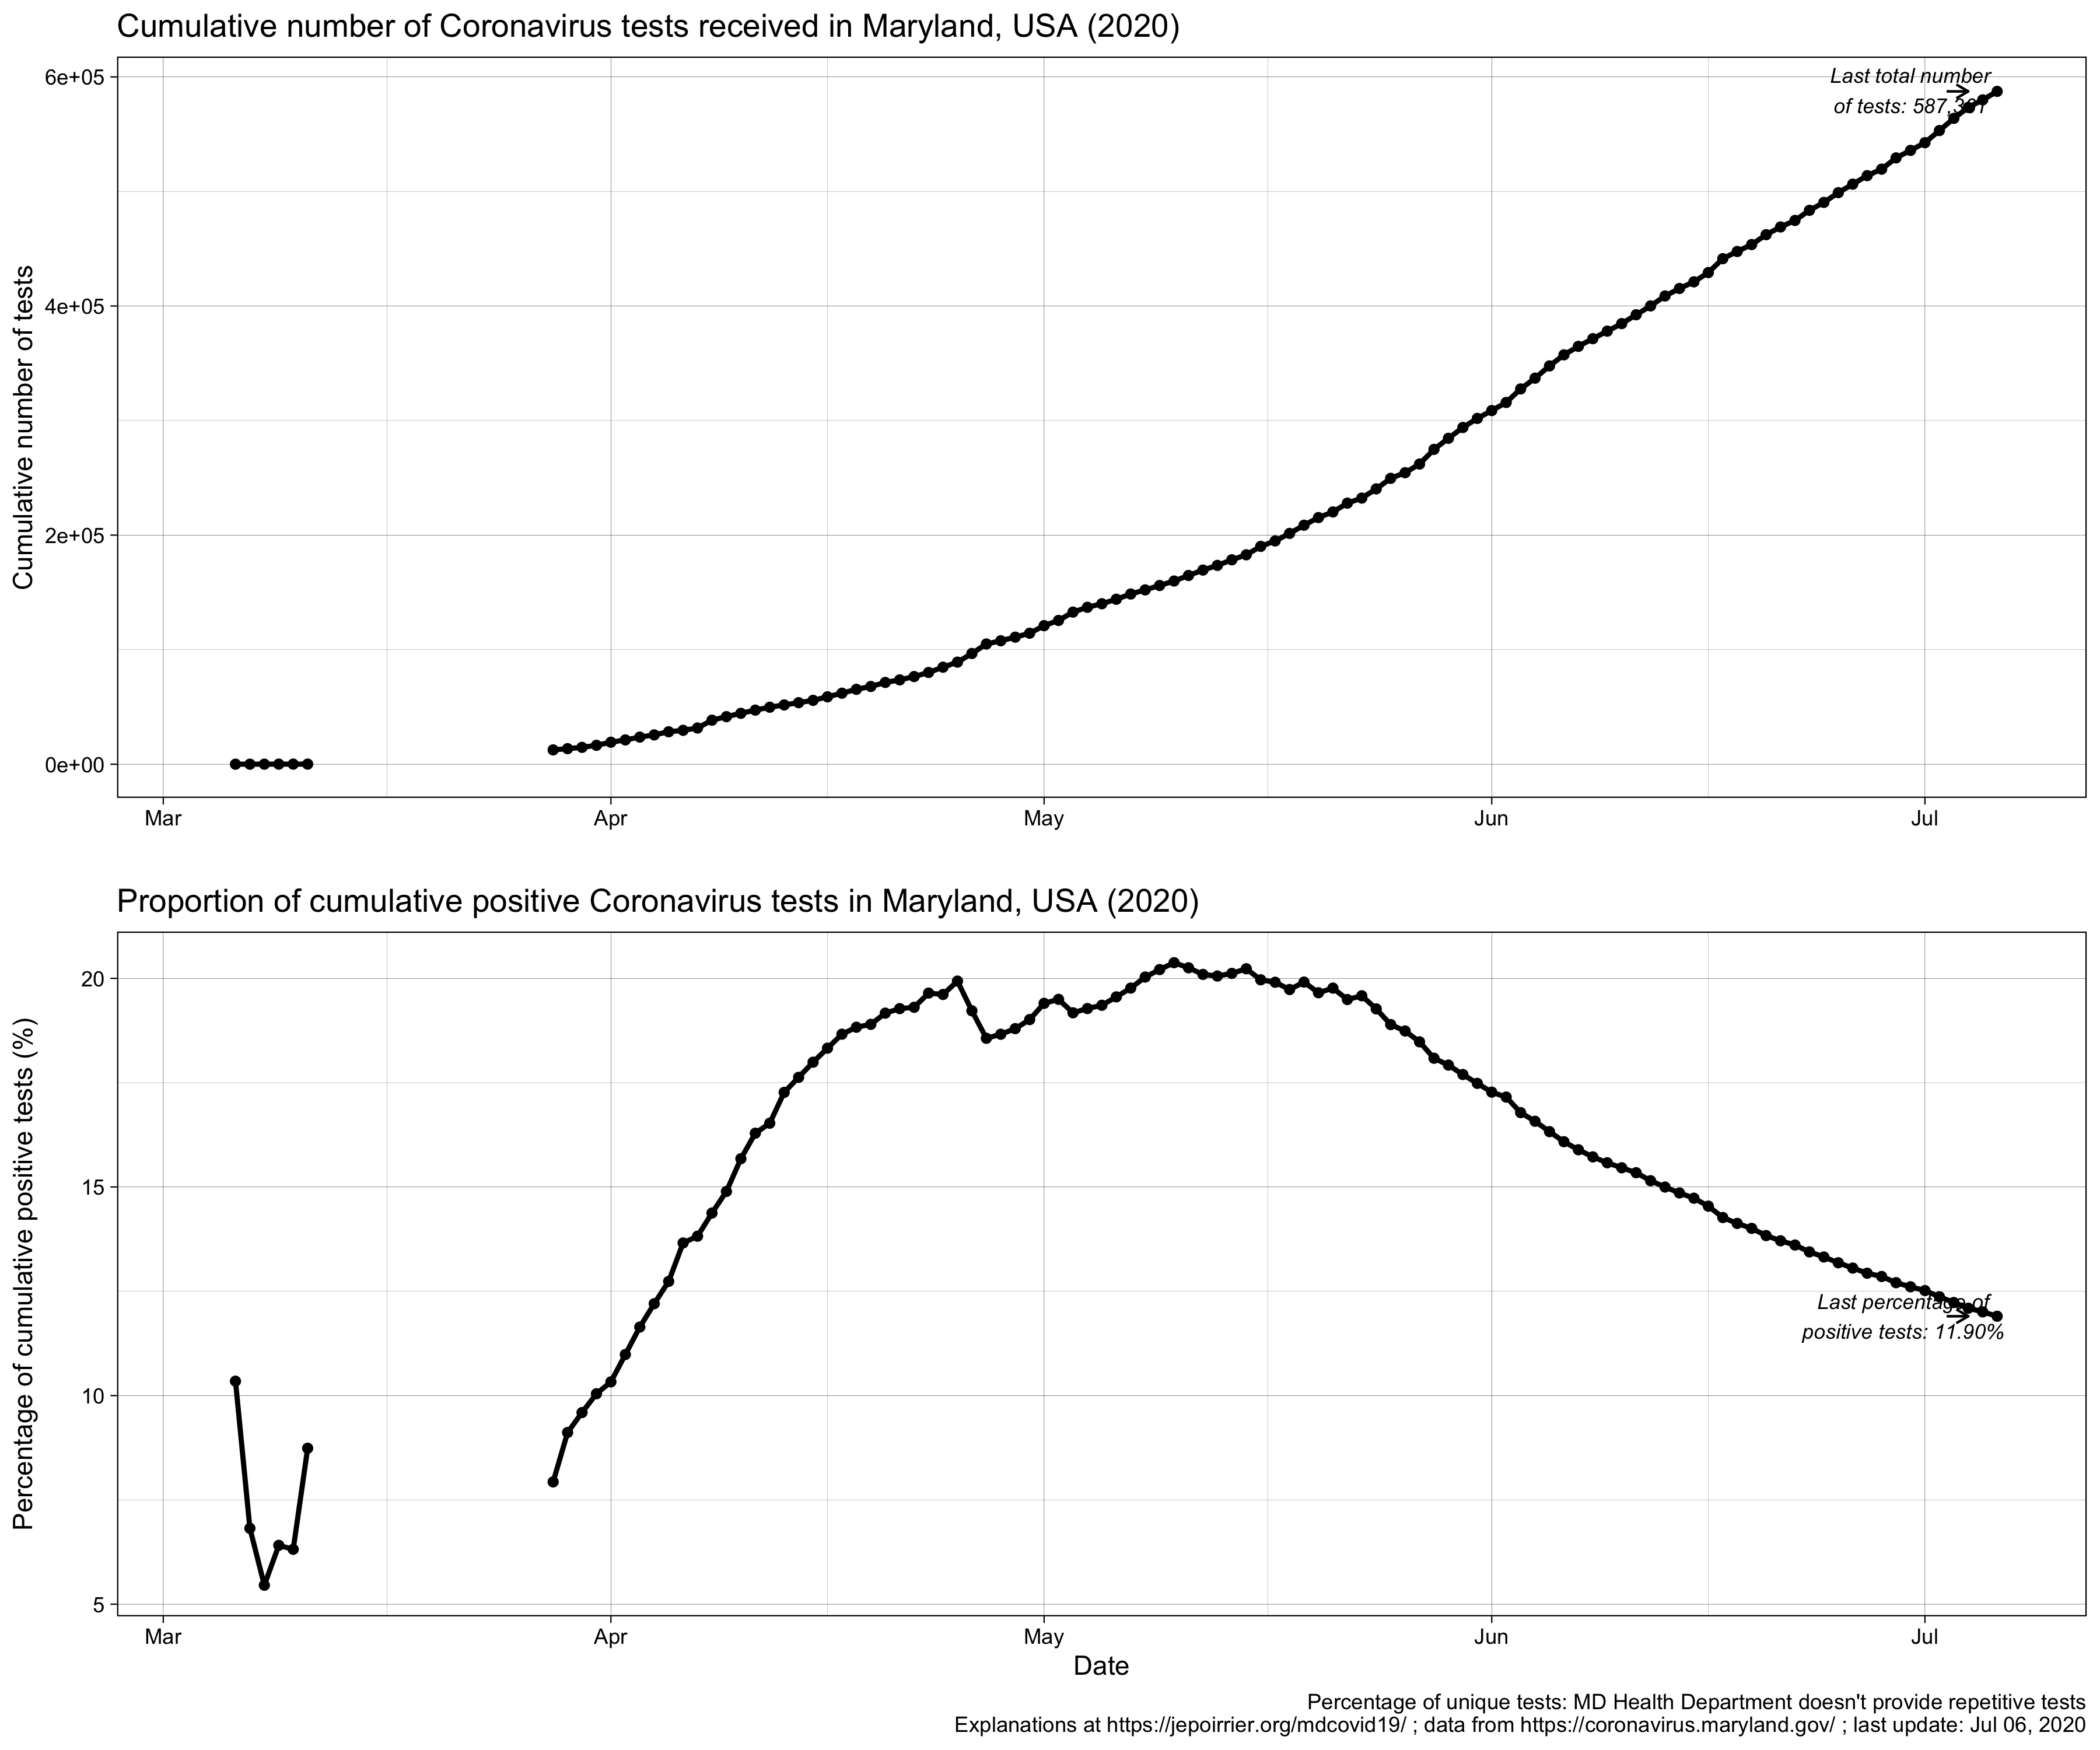 Cumulative number of Coronavirus tests received in Maryland, USA (2020)
6e+05
4e+05
2e+05
0e+00
Cumulative number of tests
Last total number
of tests:
Mar
Apr
May
Jun
Jul
Proportion of cumulative positive Coronavirus tests in Maryland, USA (2020)
20
15
10
5
Percentage of cumulative positive tests (%)
Last percentage of
positive tests: 11.90%
Mar
Apr
May
Jun
Jul
Date
Percentage of unique tests: MD Health Department doesn't provide repetitive tests
Explanations at https://jepoirrier.org/mdcovid19/ ; data from https://coronavirus.maryland.gov/ ; last update: Jul 06, 2020